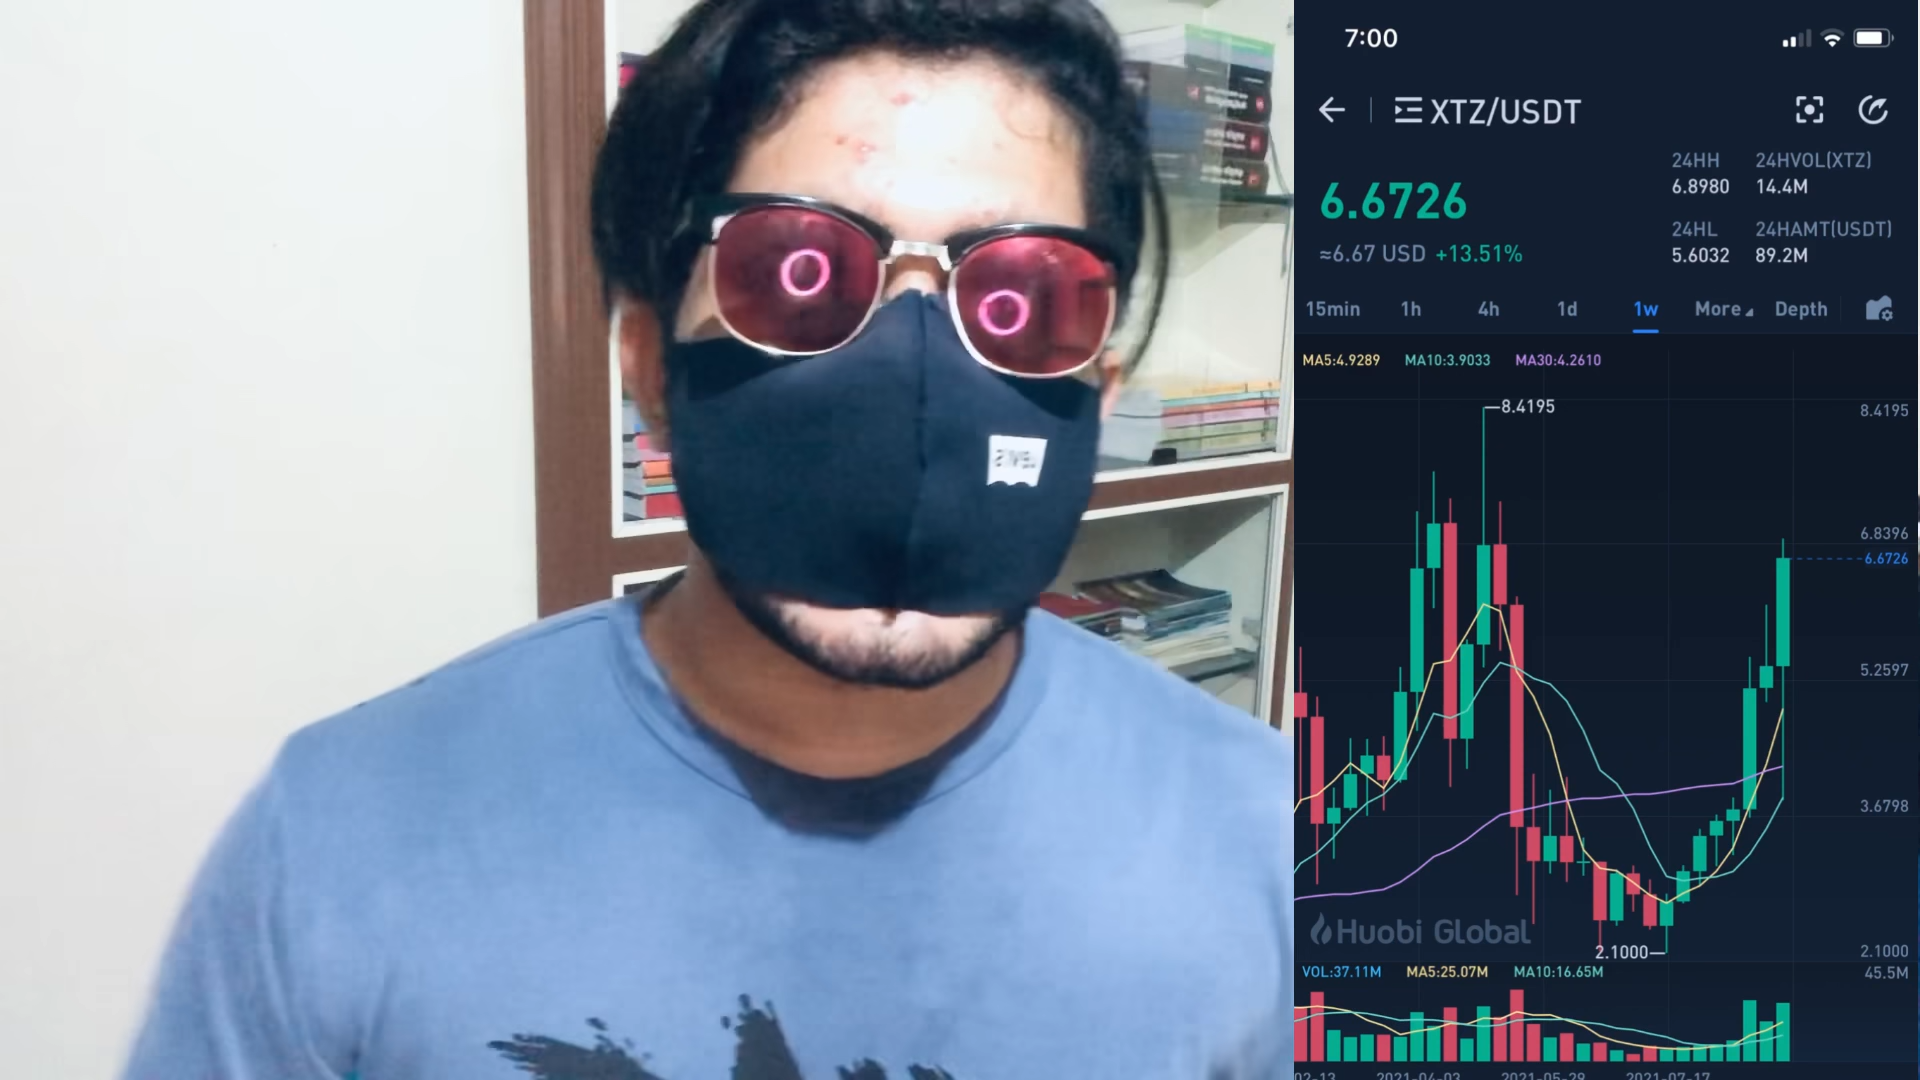 7:00
XTZ/USDT
24HH
24HVOL(XTZ)
6.8980
14.4M
6.6726
24HL
24HAMT(USDT)
≈6.67 USD +13.51%
5.6032
89.2M
15min
1h
4h
1d
1w
More
Depth
MA5:4.9289
MA10:3.9033
MA30:4.2610
8.4195
8.4195
6.8396
6.6726
5.2597
3.6798
Huobi Global
2.1000
2.1000
VOL:37.11M
MA5:25.07M
MA10:16.65M
45.5M
02-13
2021-04-03
2021-05-29
2021-07-17